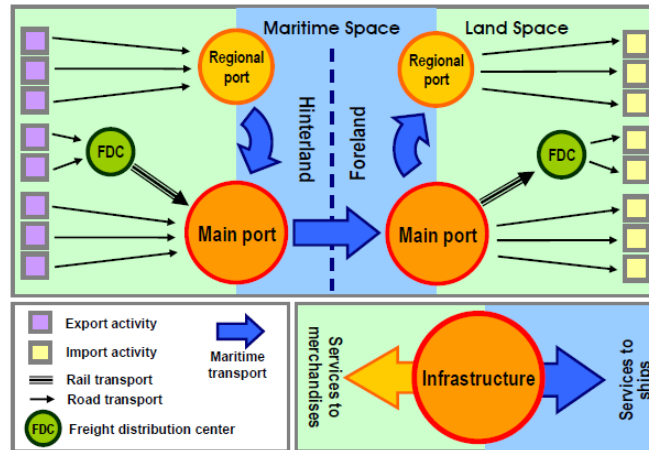 Maritime Space
Land Space
Regional
port
Regional
port
Hinterland
Foreland
FDC
FDC
Main port
Main port
Export activity
Import activity
Rail transport
Road transport
FDC
Freight distribution center
Maritime
transport
Services to
merchandises
Infrastructure
Services to
ships